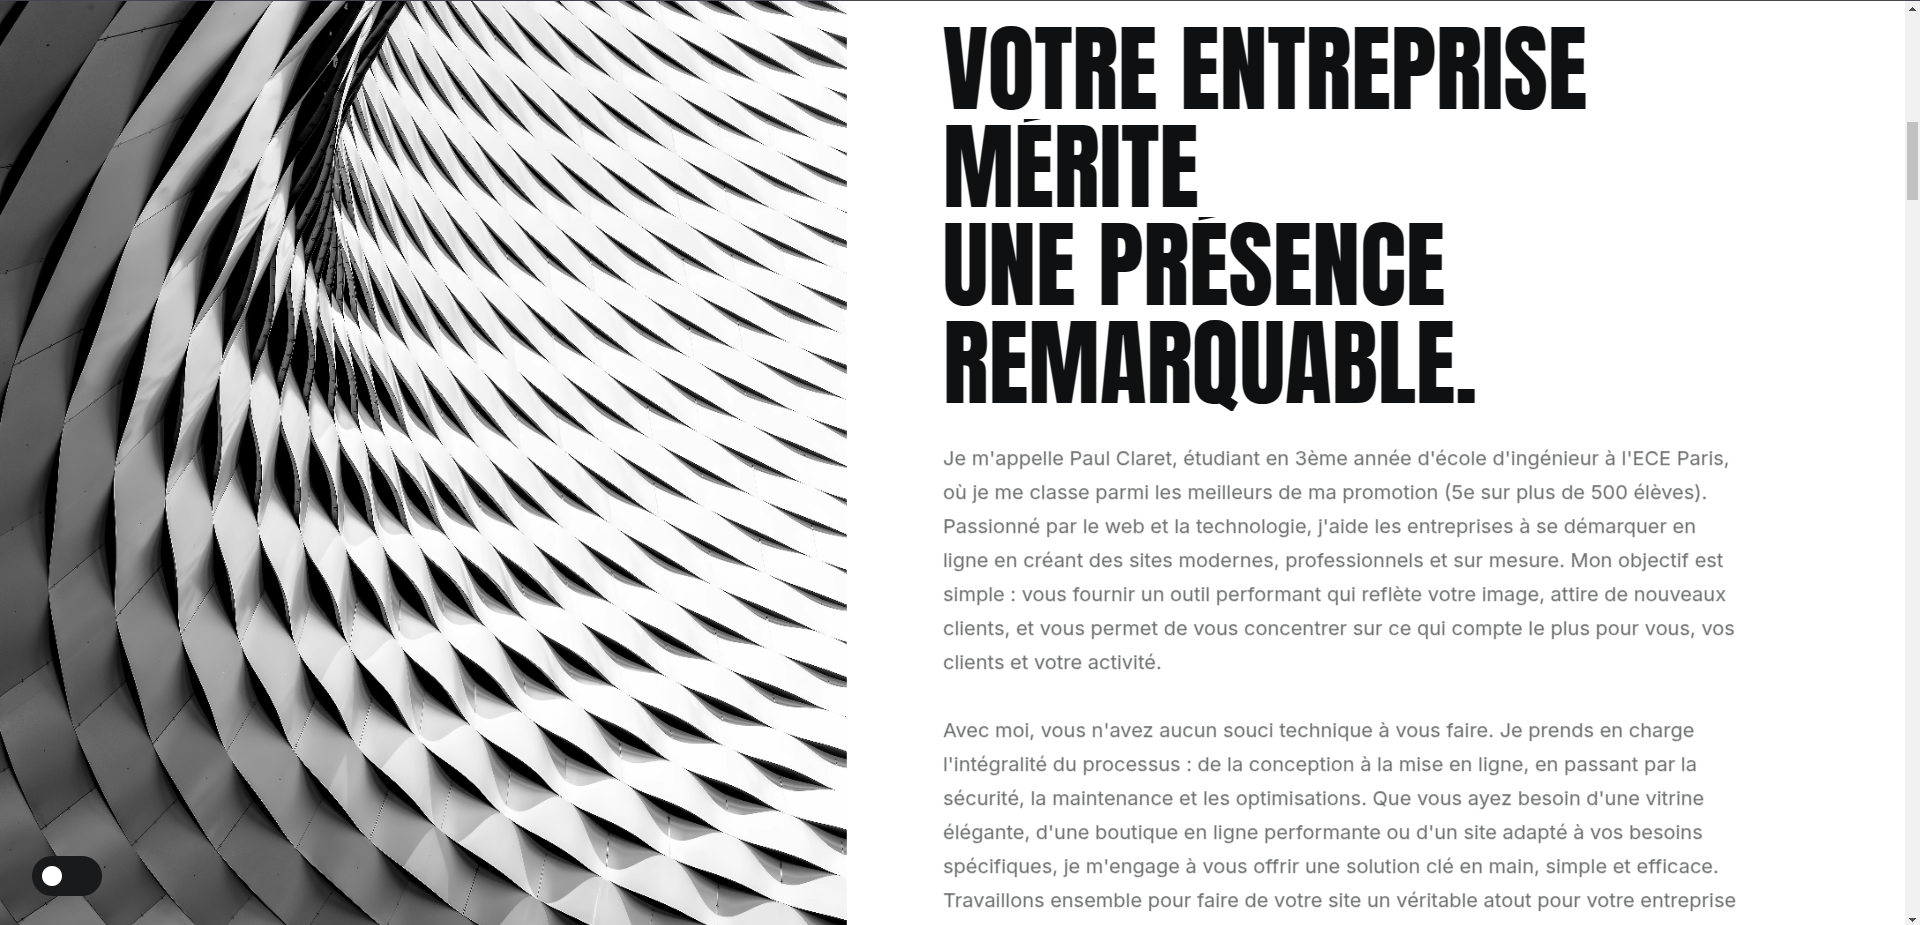 VOTRE ENTREPRISE
MÉRITE
UNE PRÉSENCE
REMARQUABLE.
Je m'appelle Paul Claret, étudiant en 3ème année d'école d'ingénieur à l'ECE Paris,
où je me classe parmi les meilleurs de ma promotion (5e sur plus de 500 élèves).
Passionné par le web et la technologie, j'aide les entreprises à se démarquer en
ligne en créant des sites modernes, professionnels et sur mesure. Mon objectif est
simple : vous fournir un outil performant qui reflète votre image, attire de nouveaux
clients, et vous permet de vous concentrer sur ce qui compte le plus pour vous, vos
clients et votre activité.
Avec moi, vous n'avez aucun souci technique à vous faire. Je prends en charge
l'intégralité du processus : de la conception à la mise en ligne, en passant par la
sécurité, la maintenance et les optimisations. Que vous ayez besoin d'une vitrine
élégante, d'une boutique en ligne performante ou d'un site adapté à vos besoins
spécifiques, je m'engage à vous offrir une solution clé en main, simple et efficace.
Travaillons ensemble pour faire de votre site un véritable atout pour votre entreprise